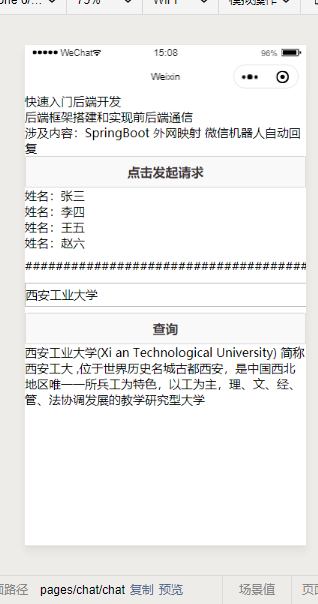 75%
WeChat
15:08
96%
Weixin
快速入门后端开发
后端框架搭建和实现前后端通信
涉及内容：SpringBoot 外网映射 微信机器人自动回
复
点击发起请求
姓名：张三
姓名：李四
姓名：王五
姓名：赵六
####################################
西安工业大学
查询
西安工业大学(Xi an Technological University) 简称
西安工大 ,位于世界历史名城古都西安，是中国西北
地区唯一一所兵工为特色，以工为主，理、文、经、
管、法协调发展的教学研究型大学
面路径 pages/chat/chat 复制 预览 场景值 页面